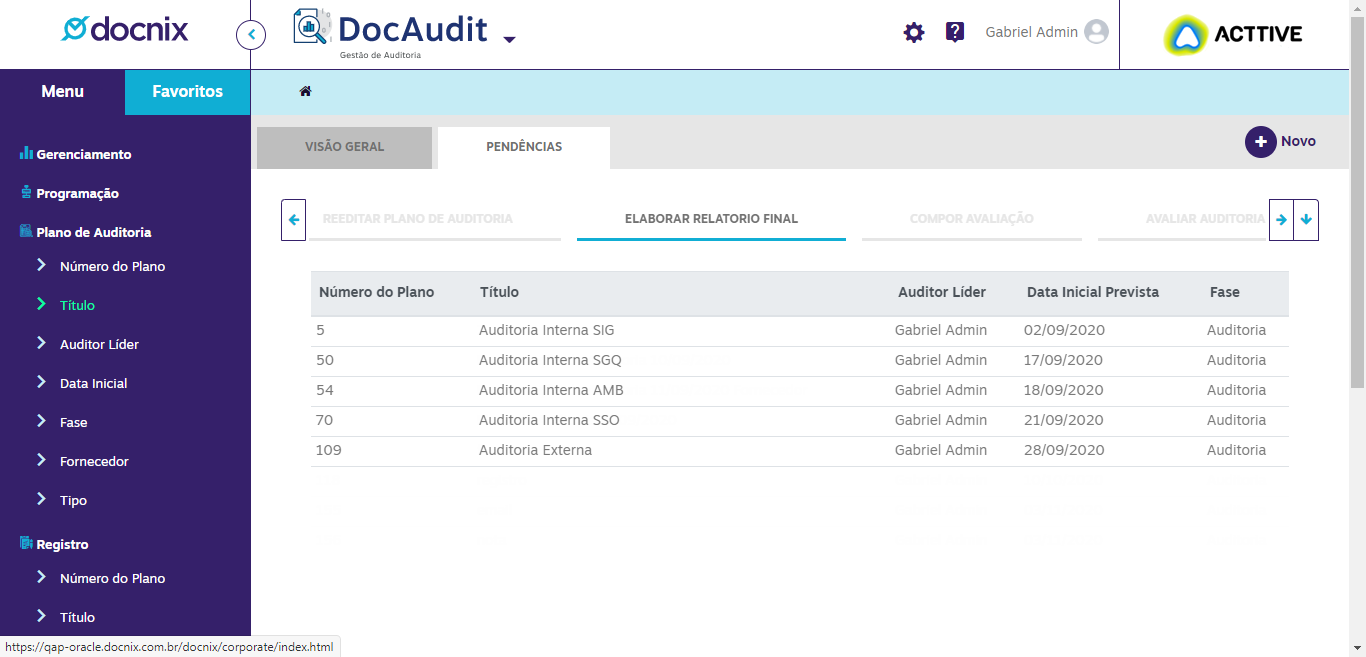 docnix
DocAudit
Gestão de Auditoria
Gabriel Admin
ACTTIVE
Menu
Favoritos
Gerenciamento
Programação
Plano de Auditoria
Número do Plano
Título
Auditor Líder
Data Inicial
Fase
Fornecedor
Tipo
Registro
Número do Plano
Título
VISÃO GERAL
PENDÊNCIAS
Novo
REEDITAR PLANO DE AUDITORIA
ELABORAR RELATORIO FINAL
COMPOR AVALIAÇÃO
AVALIAR AUDITORIA
Número do Plano Título Auditor Líder Data Inicial Prevista Fase
5 Auditoria Interna SIG Gabriel Admin 02/09/2020 Auditoria
50 Auditoria Interna SGQ Gabriel Admin 17/09/2020 Auditoria
54 Auditoria Interna AMB Gabriel Admin 18/09/2020 Auditoria
70 Auditoria Interna SSO Gabriel Admin 21/09/2020 Auditoria
109 Auditoria Externa Gabriel Admin 28/09/2020 Auditoria
https://qap-oracle.docnix.com.br/docnix/corporate/index.html